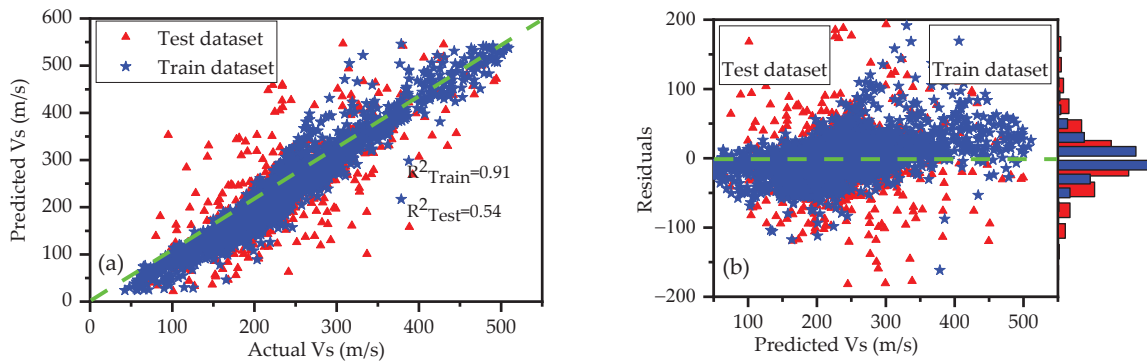 600
500
400
300
200
100
0
Predicted Vs (m/s)
Test dataset
Train dataset
R²Train=0.91
R²Test=0.54
(a)
0 100 200 300 400 500
Actual Vs (m/s)
200
100
0
−100
−200
Residuals
Test dataset
Train dataset
(b)
100 200 300 400 500
Predicted Vs (m/s)